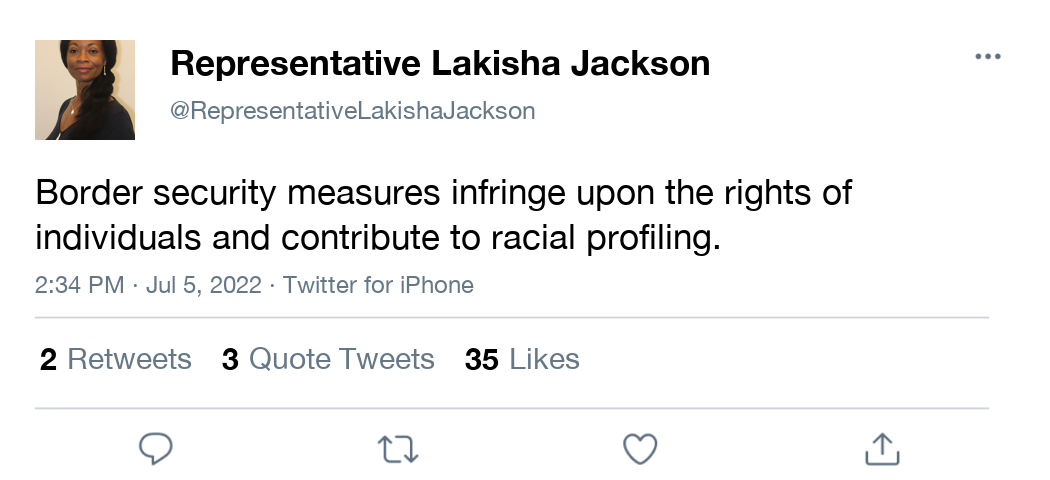 Representative Lakisha Jackson
@RepresentativeLakishaJackson
Border security measures infringe upon the rights of
individuals and contribute to racial profiling.
2:34 PM · Jul 5, 2022 · Twitter for iPhone
2 Retweets 3 Quote Tweets 35 Likes